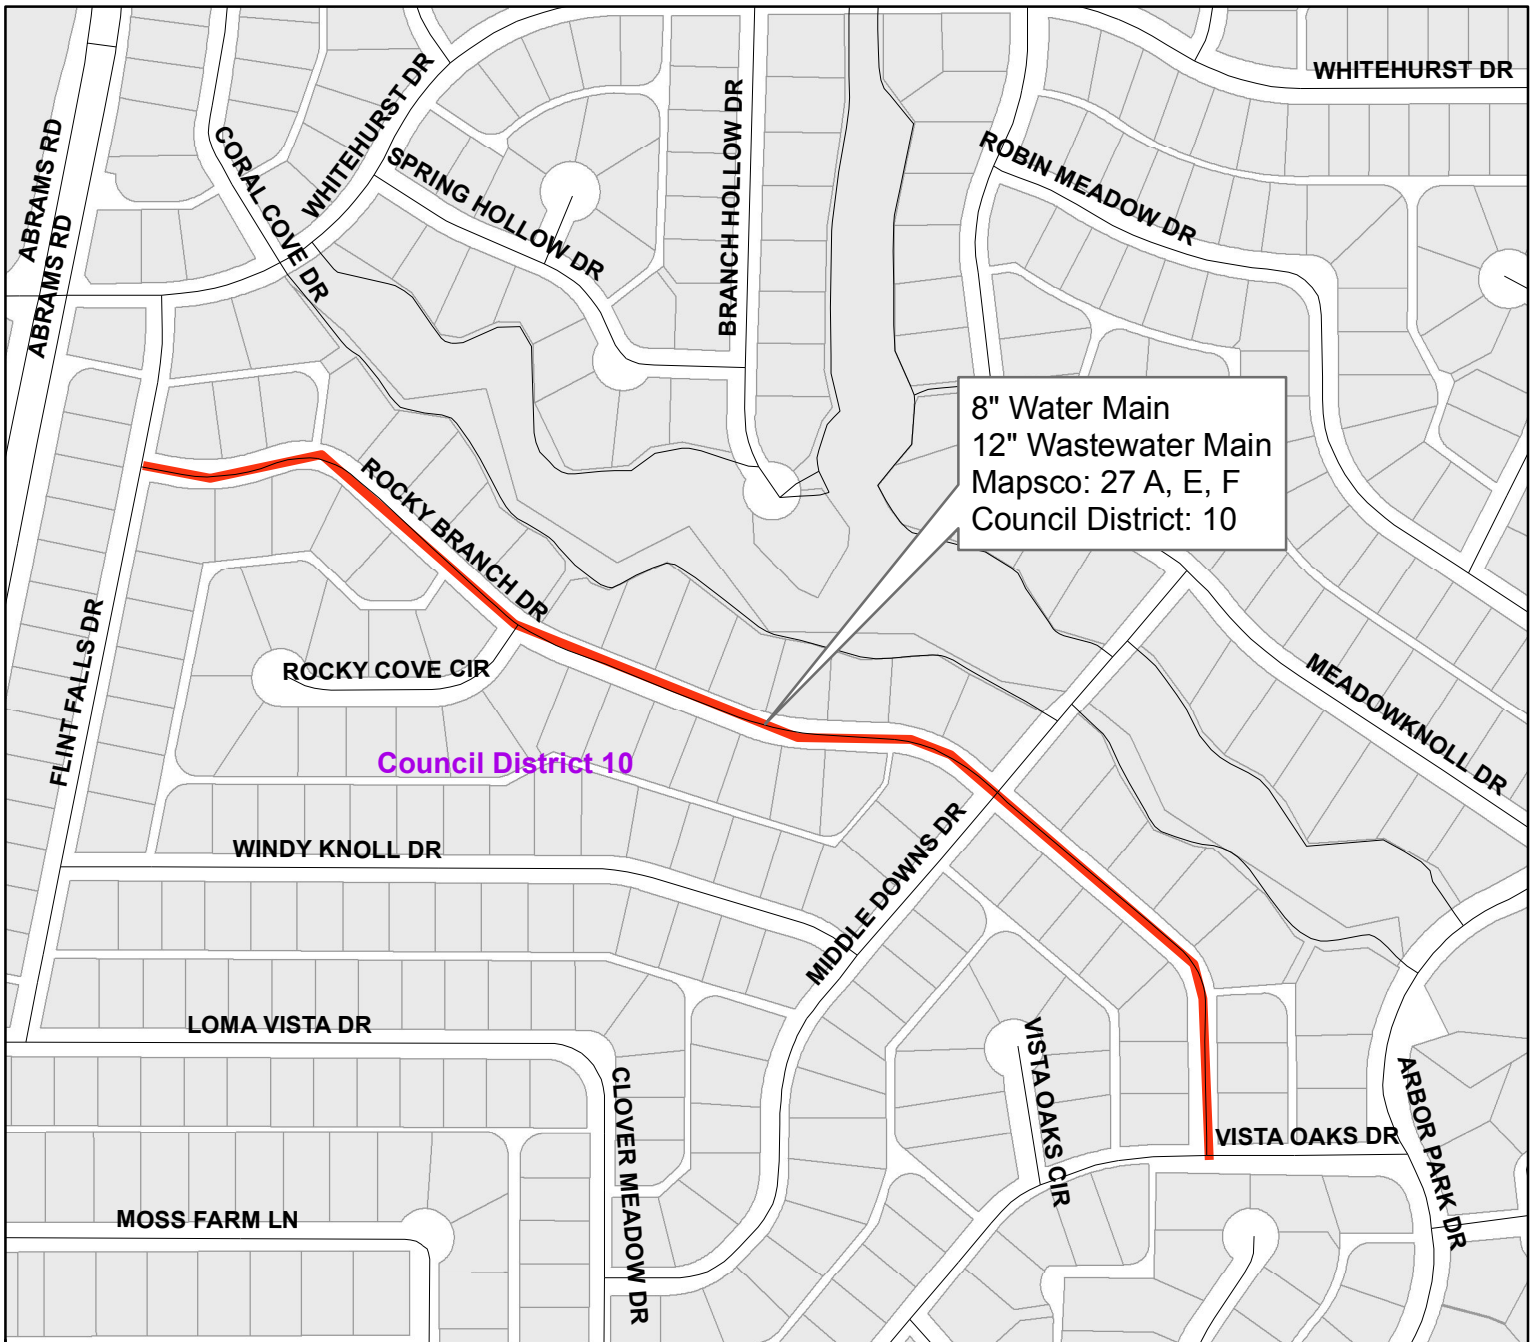 WHITEHURST DR
ABRAMS RD
ABRAMS RD
CORAL COVE DR
WHITEHURST DR
SPRING HOLLOW DR
BRANCH HOLLOW DR
ROBIN MEADOW DR
8" Water Main
12" Wastewater Main
Mapsco: 27 A, E, F
Council District: 10
ROCKY BRANCH DR
FLINT FALLS DR
ROCKY COVE CIR
MEADOWKNOLL DR
Council District 10
WINDY KNOLL DR
MIDDLE DOWNS DR
LOMA VISTA DR
VISTA OAKS CIR
CLOVER MEADOW DR
ARBOR PARK DR
VISTA OAKS DR
MOSS FARM LN